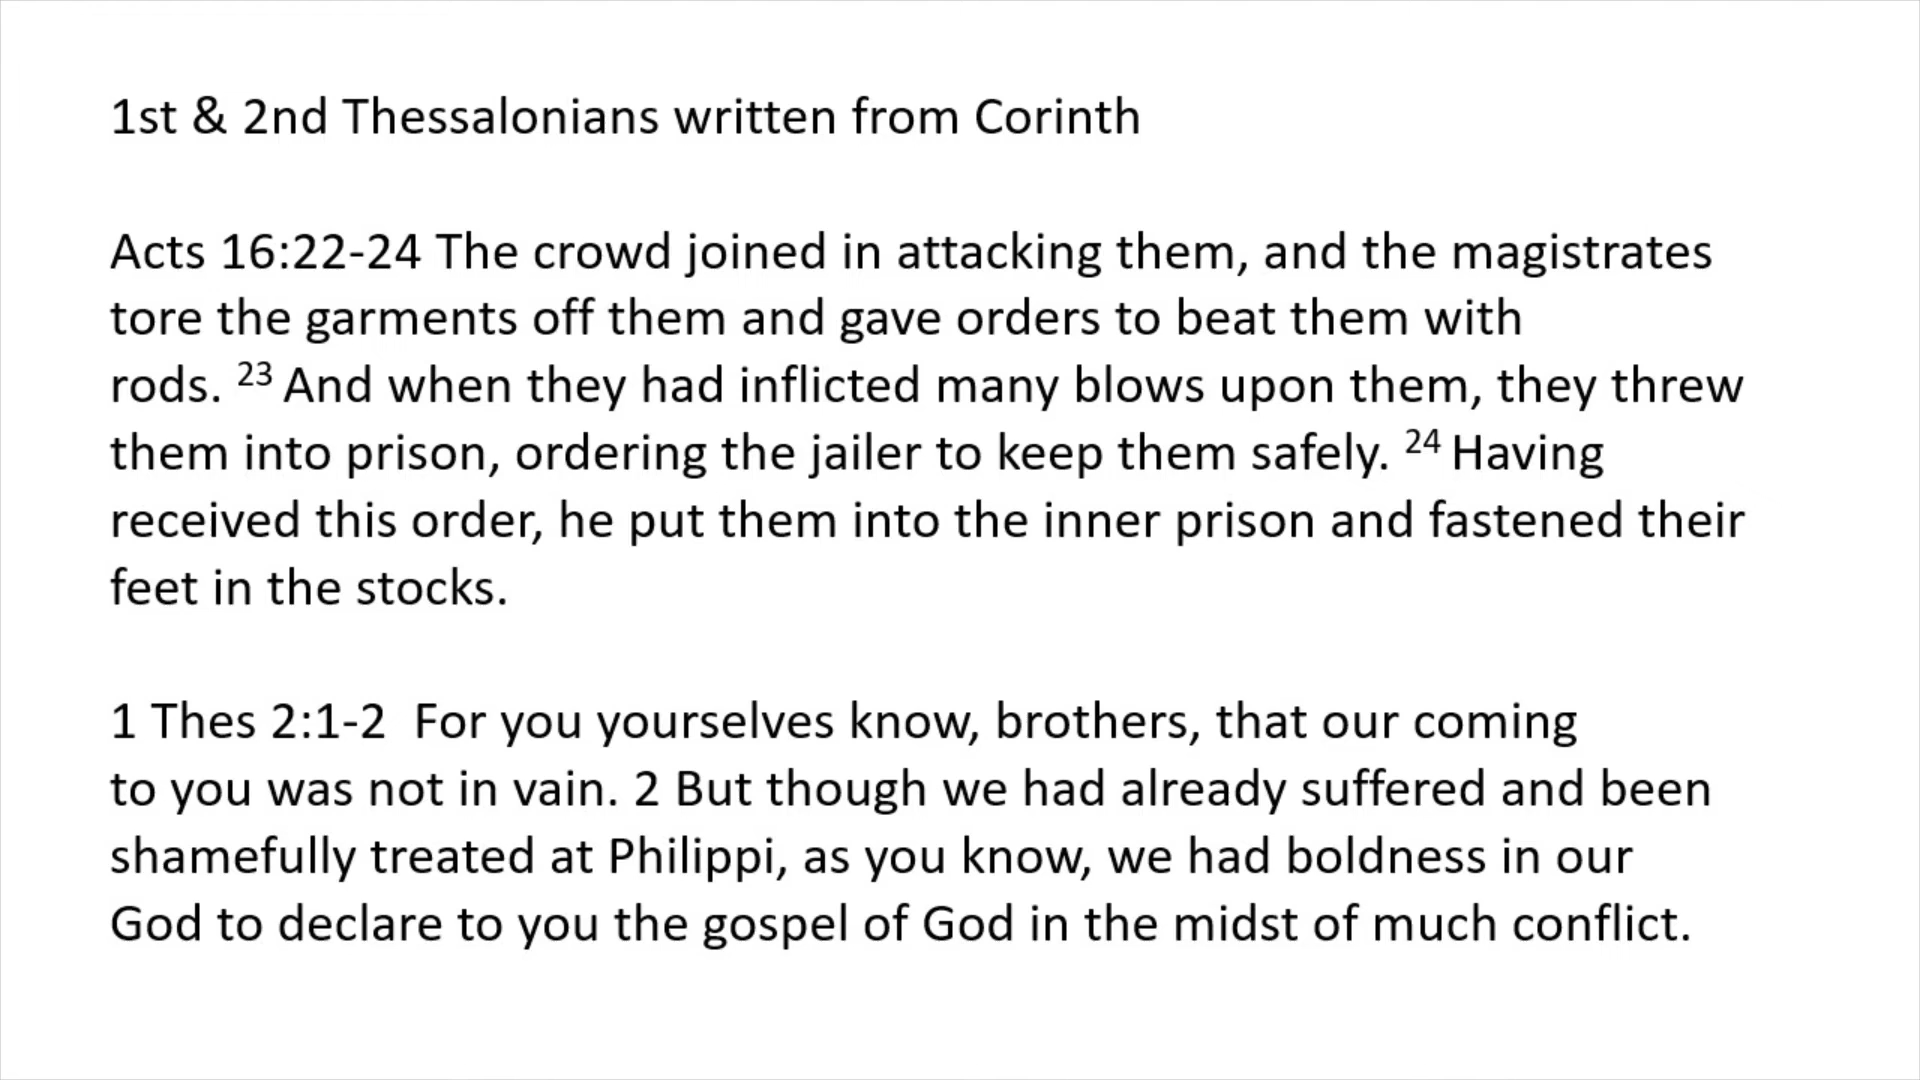 1st & 2nd Thessalonians written from Corinth
Acts 16:22-24 The crowd joined in attacking them, and the magistrates
tore the garments off them and gave orders to beat them with
rods. 23 And when they had inflicted many blows upon them, they threw
them into prison, ordering the jailer to keep them safely. 24 Having
received this order, he put them into the inner prison and fastened their
feet in the stocks.
1 Thes 2:1-2  For you yourselves know, brothers, that our coming
to you was not in vain. 2 But though we had already suffered and been
shamefully treated at Philippi, as you know, we had boldness in our
God to declare to you the gospel of God in the midst of much conflict.